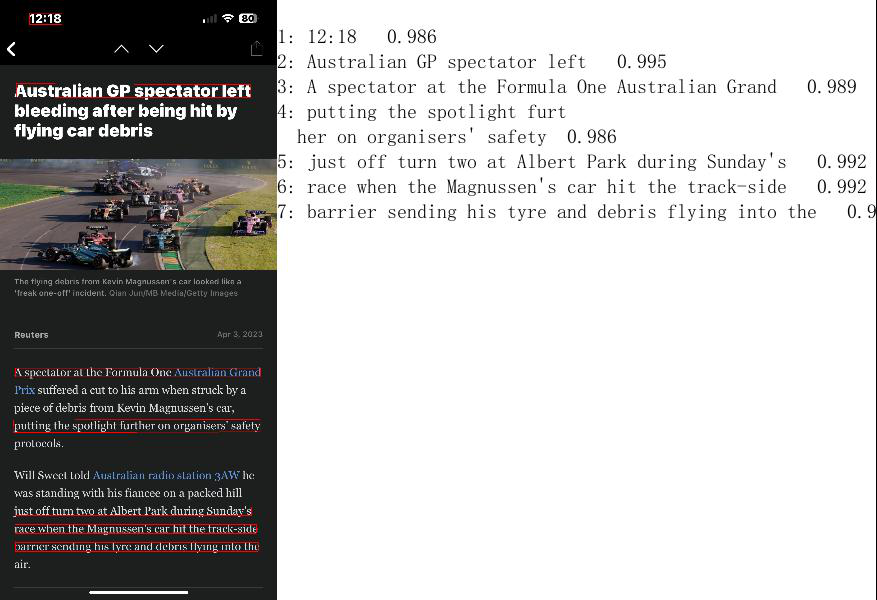 12:18
80
Australian GP spectator left
bleeding after being hit by
flying car debris
The flying debris from Kevin Magnussen's car looked like a
'freak one-off' incident. Qian Jun/MB Media/Getty Images
Reuters
Apr 3, 2023
A spectator at the Formula One Australian Grand
Prix suffered a cut to his arm when struck by a
piece of debris from Kevin Magnussen's car,
putting the spotlight further on organisers' safety
protocols.
Will Sweet told Australian radio station 3AW he
was standing with his fiancee on a packed hill
just off turn two at Albert Park during Sunday's
race when the Magnussen's car hit the track-side
barrier sending his tyre and debris flying into the
air.
1: 12:18 0.986
2: Australian GP spectator left 0.995
3: A spectator at the Formula One Australian Grand 0.989
4: putting the spotlight furt
her on organisers' safety 0.986
5: just off turn two at Albert Park during Sunday's 0.992
6: race when the Magnussen's car hit the track-side 0.992
7: barrier sending his tyre and debris flying into the 0.9